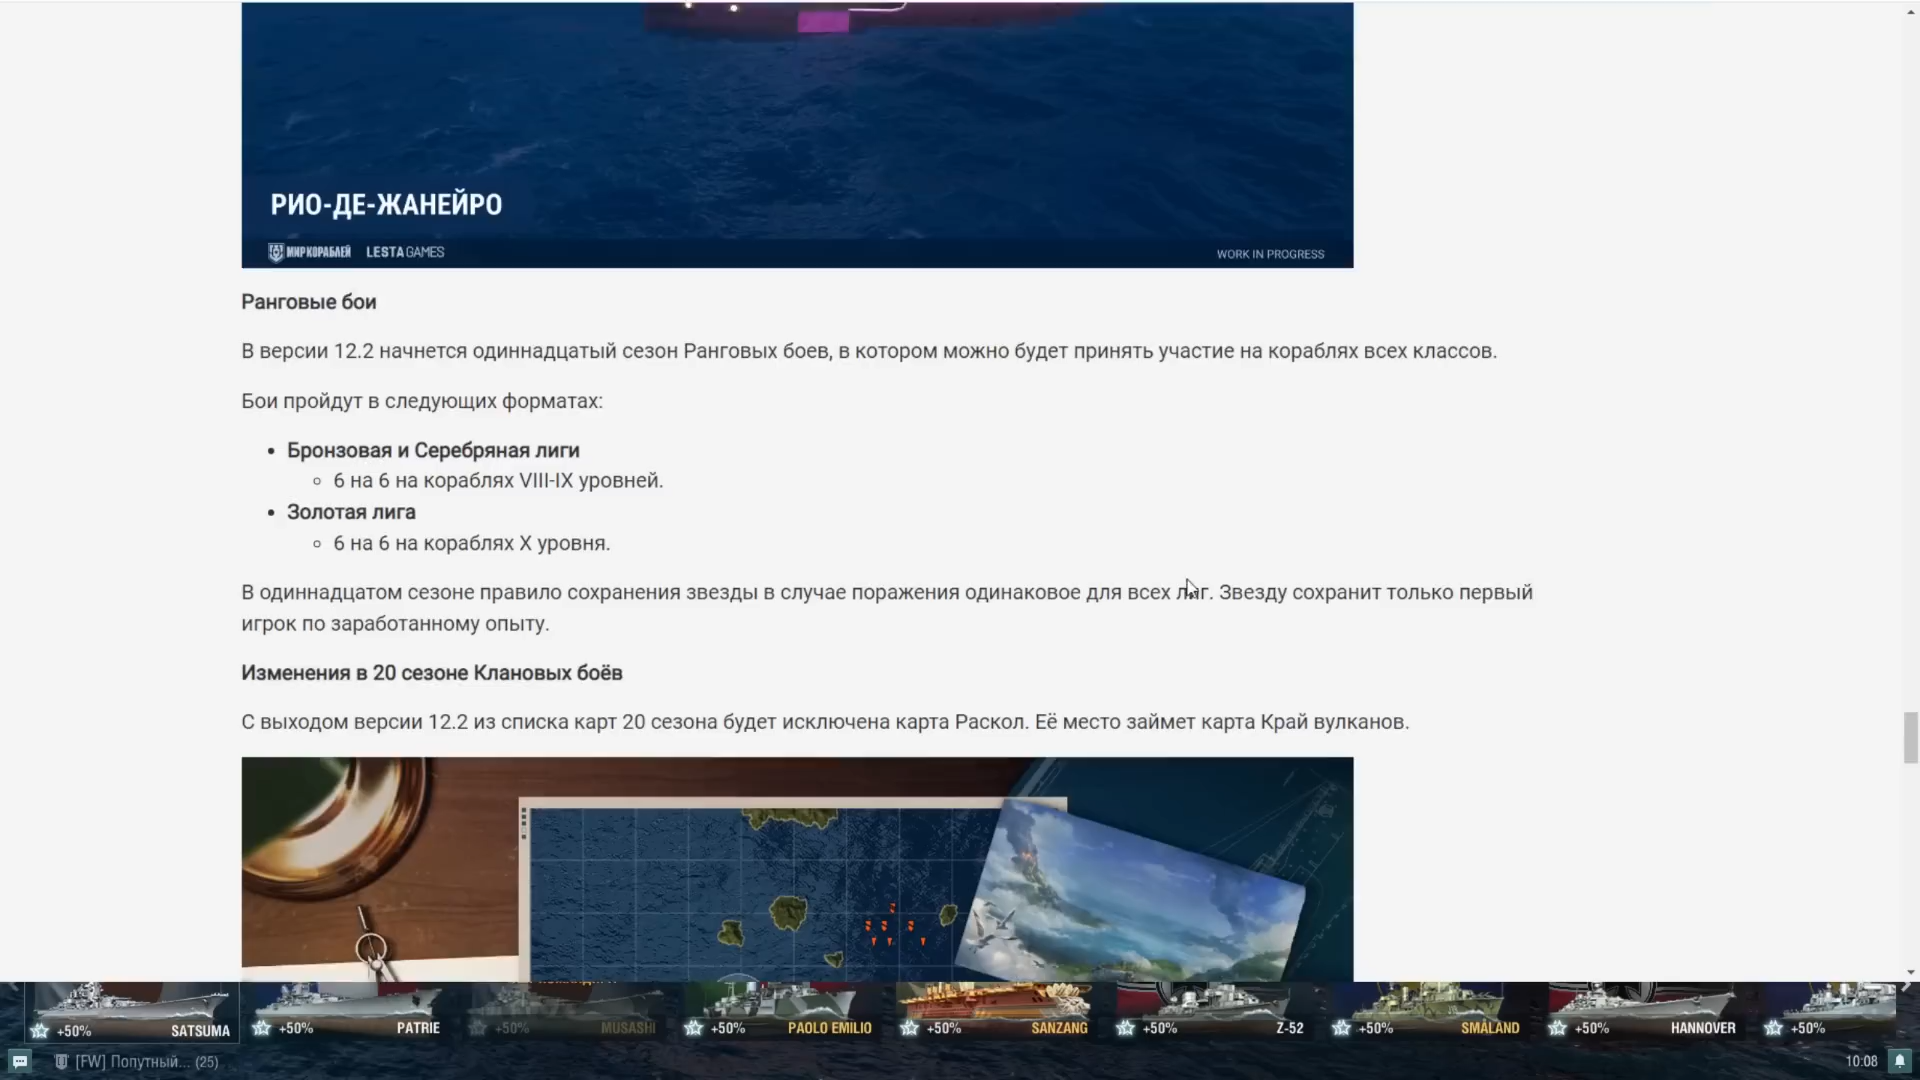 РИО-ДЕ-ЖАНЕЙРО
МИР КОРАБЛЕЙ LESTA GAMES
WORK IN PROGRESS
Ранговые бои
В версии 12.2 начнется одиннадцатый сезон Ранговых боев, в котором можно будет принять участие на кораблях всех классов.
Бои пройдут в следующих форматах:
• Бронзовая и Серебряная лиги
◦ 6 на 6 на кораблях VIII-IX уровней.
• Золотая лига
◦ 6 на 6 на кораблях X уровня.
В одиннадцатом сезоне правило сохранения звезды в случае поражения одинаковое для всех лиг. Звезду сохранит только первый
игрок по заработанному опыту.
Изменения в 20 сезоне Клановых боёв
С выходом версии 12.2 из списка карт 20 сезона будет исключена карта Раскол. Её место займет карта Край вулканов.
+50% SATSUMA +50% PATRIE +50% MUSASHI +50% PAOLO EMILIO +50% SANZANG +50% Z-52 +50% SMÅLAND +50% HANNOVER +50%
[FW] Попутный... (25)
10:08